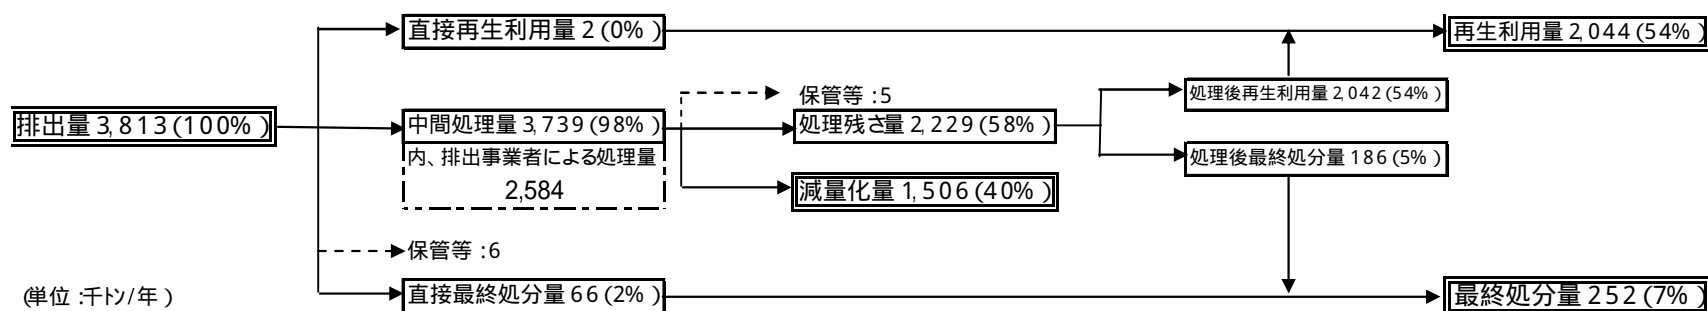 直接再生利用量 2 (0% )
再生利用量 2,044 (54% )
保管等 :5
処理後再生利用量 2,042 (54% )
排出量 3,813 (100% )
中間処理量 3,739 (98% )
処理残さ量 2,229 (58% )
内、排出事業者による処理量
2,584
処理後最終処分量 186 (5% )
減量化量 1,506 (40% )
保管等 :6
(単位 :千トン/年 )
直接最終処分量 66 (2% )
最終処分量 252 (7% )